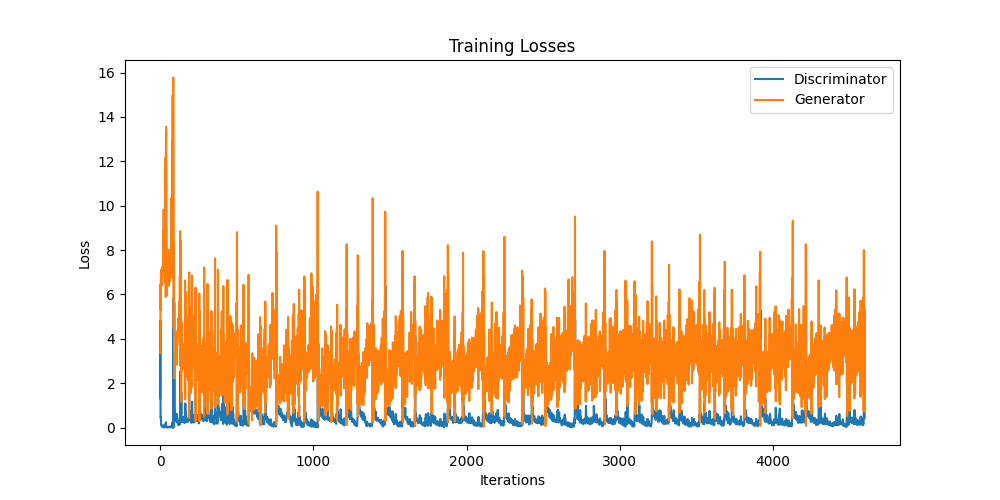 Training Losses
Discriminator
Generator
16
14
12
10
8
6
4
2
0
Loss
0 1000 2000 3000 4000
Iterations